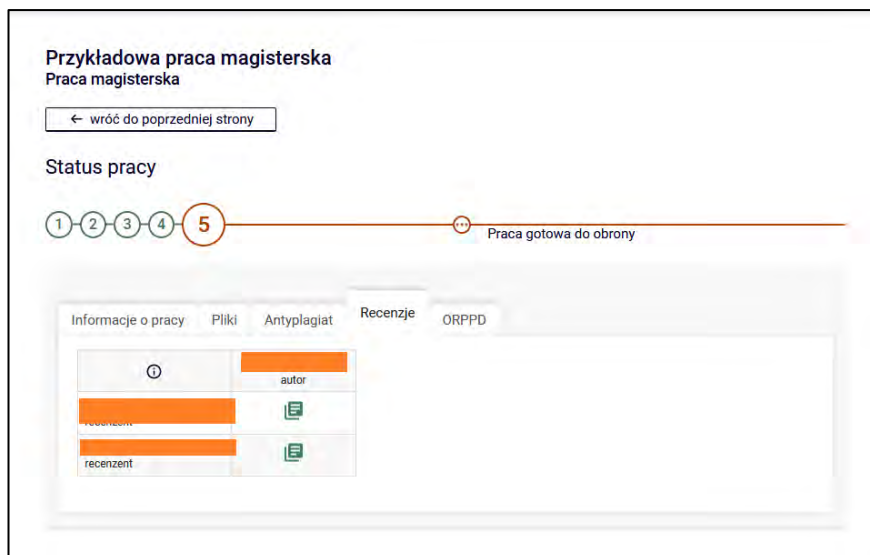 Przykładowa praca magisterska
Praca magisterska
← wróć do poprzedniej strony
Status pracy
1 2 3 4 5
Praca gotowa do obrony
Informacje o pracy Pliki Antyplagiat Recenzje ORPPD
autor
recenzent
recenzent